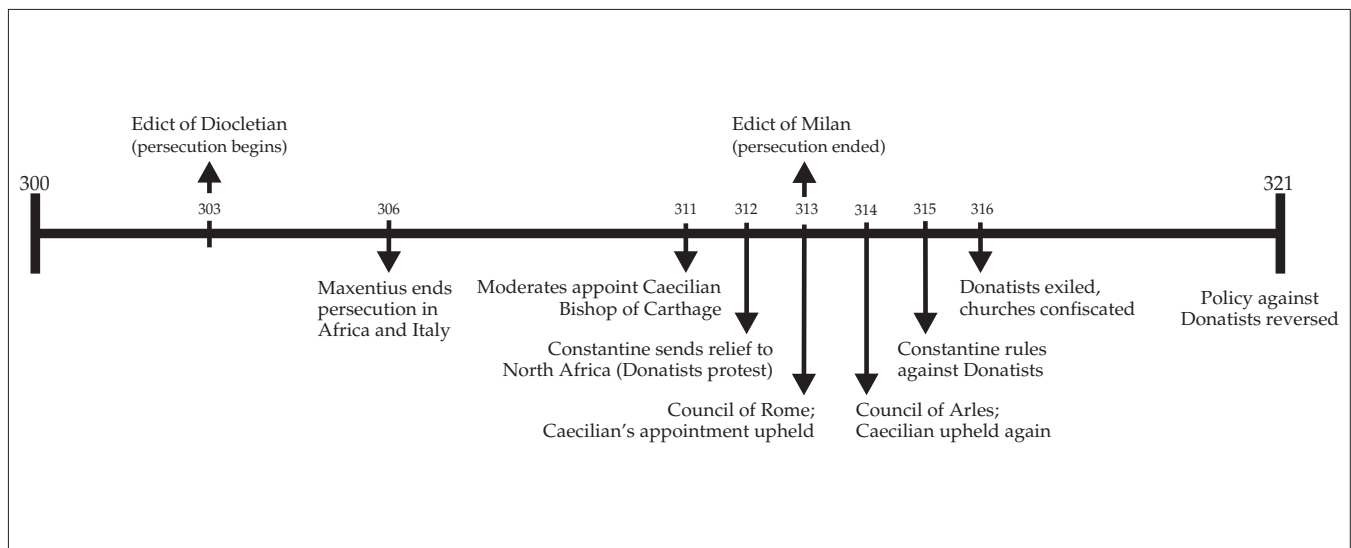 Edict of Diocletian
(persecution begins)
Edict of Milan
(persecution ended)
300
303
306
311
312
313
314
315
316
321
Maxentius ends
persecution in
Africa and Italy
Moderates appoint Caecilian
Bishop of Carthage
Donatists exiled,
churches confiscated
Policy against
Donatists reversed
Constantine sends relief to
North Africa (Donatists protest)
Constantine rules
against Donatists
Council of Rome;
Caecilian’s appointment upheld
Council of Arles;
Caecilian upheld again